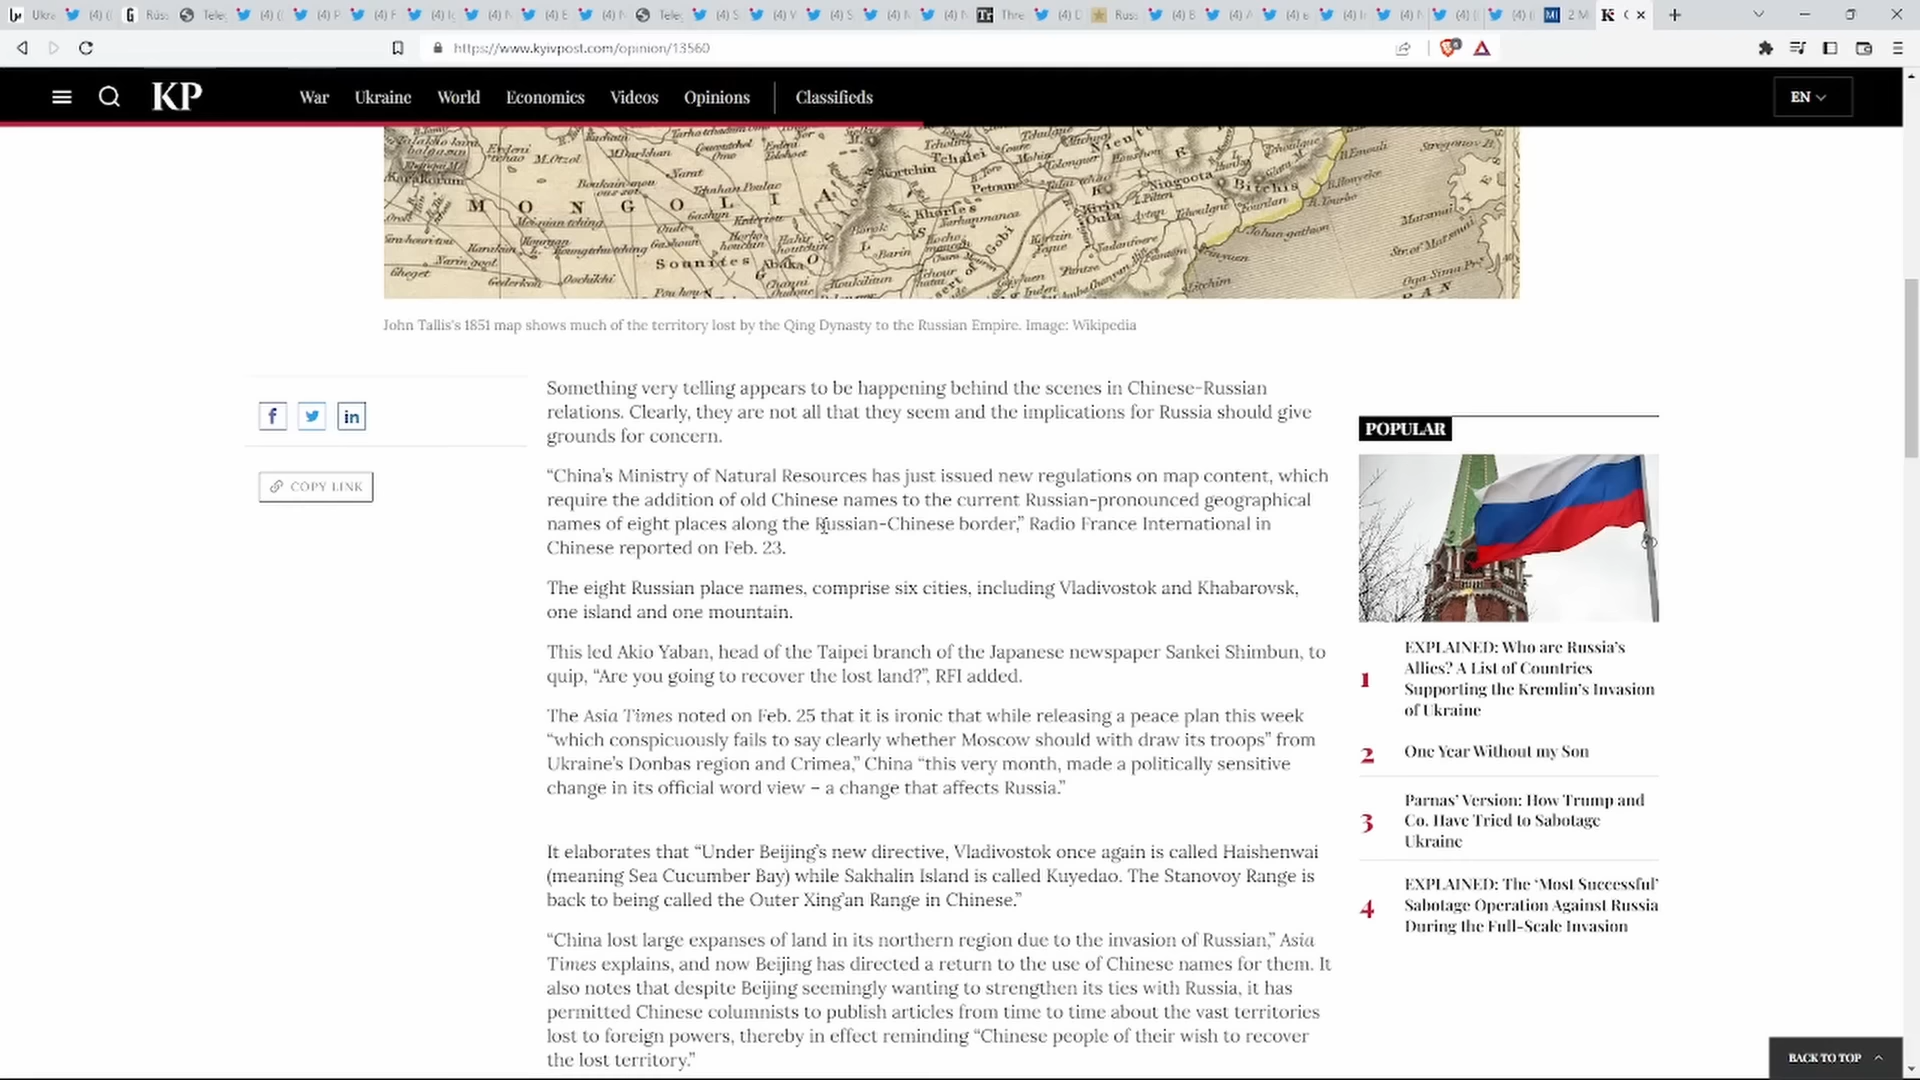 https://www.kyivpost.com/opinion/13560
KP
War
Ukraine
World
Economics
Videos
Opinions
Classifieds
EN
MONGOLI
Karakorum
M.Otzol
Narat
Khorles
Barin
Sounites
Petoune
Ningoota
Bitchis
Gheget
John Tallis's 1851 map shows much of the territory lost by the Qing Dynasty to the Russian Empire. Image: Wikipedia
COPY LINK
Something very telling appears to be happening behind the scenes in Chinese-Russian
relations. Clearly, they are not all that they seem and the implications for Russia should give
grounds for concern.
“China’s Ministry of Natural Resources has just issued new regulations on map content, which
require the addition of old Chinese names to the current Russian-pronounced geographical
names of eight places along the Russian-Chinese border,” Radio France International in
Chinese reported on Feb. 23.
The eight Russian place names, comprise six cities, including Vladivostok and Khabarovsk,
one island and one mountain.
This led Akio Yaban, head of the Taipei branch of the Japanese newspaper Sankei Shimbun, to
quip, “Are you going to recover the lost land?”, RFI added.
The Asia Times noted on Feb. 25 that it is ironic that while releasing a peace plan this week
“which conspicuously fails to say clearly whether Moscow should with draw its troops” from
Ukraine’s Donbas region and Crimea,” China “this very month, made a politically sensitive
change in its official word view – a change that affects Russia.”
It elaborates that “Under Beijing’s new directive, Vladivostok once again is called Haishenwai
(meaning Sea Cucumber Bay) while Sakhalin Island is called Kuyedao. The Stanovoy Range is
back to being called the Outer Xing’an Range in Chinese.”
“China lost large expanses of land in its northern region due to the invasion of Russian,” Asia
Times explains, and now Beijing has directed a return to the use of Chinese names for them. It
also notes that despite Beijing seemingly wanting to strengthen its ties with Russia, it has
permitted Chinese columnists to publish articles from time to time about the vast territories
lost to foreign powers, thereby in effect reminding “Chinese people of their wish to recover
the lost territory.”
POPULAR
1
EXPLAINED: Who are Russia’s
Allies? A List of Countries
Supporting the Kremlin’s Invasion
of Ukraine
2
One Year Without my Son
3
Parnas’ Version: How Trump and
Co. Have Tried to Sabotage
Ukraine
4
EXPLAINED: The ‘Most Successful’
Sabotage Operation Against Russia
During the Full-Scale Invasion
BACK TO TOP